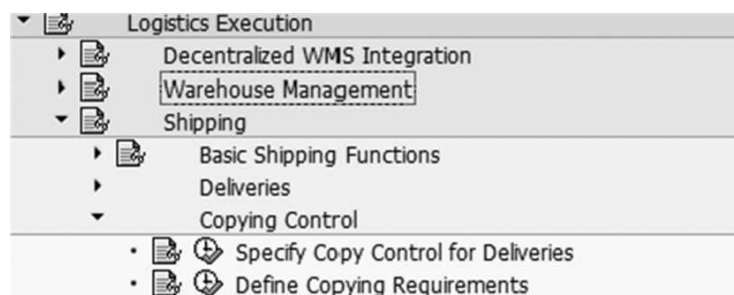 Logistics Execution
Decentralized WMS Integration
Warehouse Management
Shipping
Basic Shipping Functions
Deliveries
Copying Control
Specify Copy Control for Deliveries
Define Copying Requirements